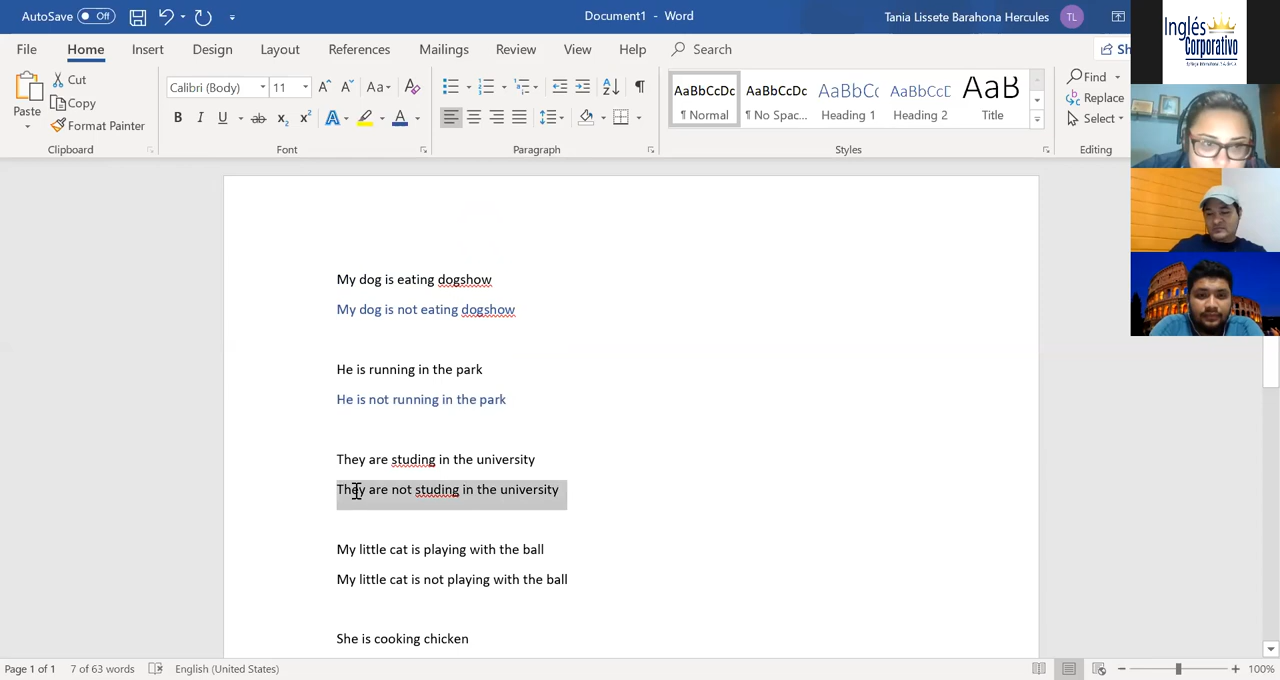 AutoSave Off
Document1 - Word
Tania Lissete Barahona Hercules TL
File Home Insert Design Layout References Mailings Review View Help Search Sh
Paste
Cut
Copy
Format Painter
Clipboard
Calibri (Body) 11
Font
Paragraph
AaBbCcDc AaBbCcDc AaBbCc AaBbCcD AaB
¶ Normal ¶ No Spac... Heading 1 Heading 2 Title
Styles
Find
Replace
Select
Editing
Inglés
Corporativo
My dog is eating dogshow
My dog is not eating dogshow
He is running in the park
He is not running in the park
They are studing in the university
They are not studing in the university
My little cat is playing with the ball
My little cat is not playing with the ball
She is cooking chicken
Page 1 of 1 7 of 63 words English (United States) 100%